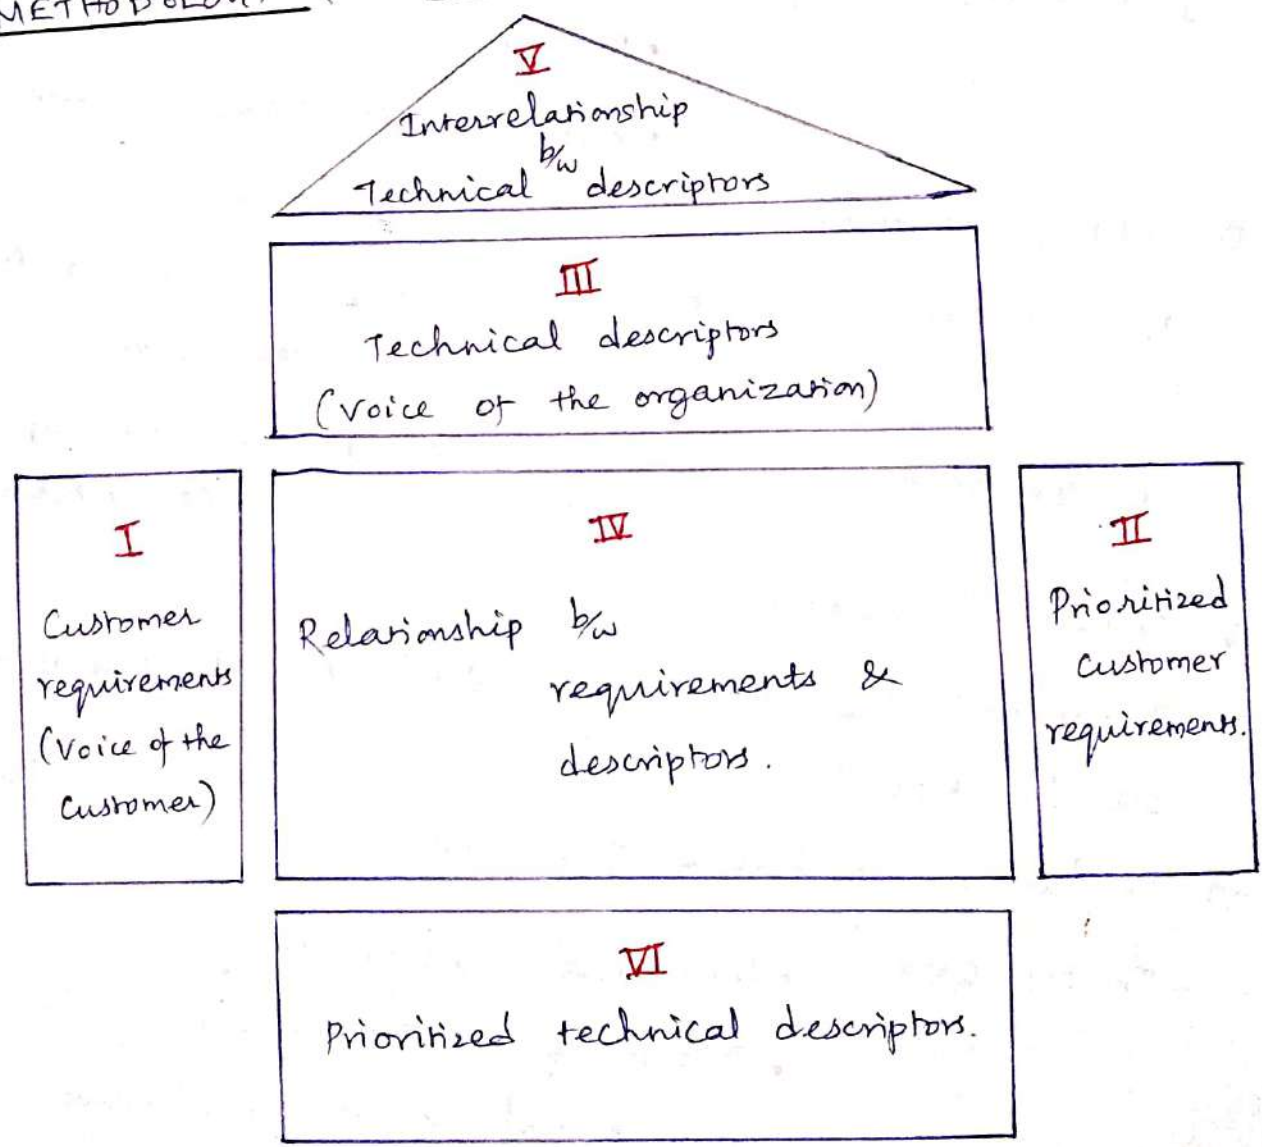 METHODOLOGY
V
Interrelationship
b/w
Technical descriptors
III
Technical descriptors
(Voice of the organization)
I
Customer
requirements
(Voice of the
Customer)
IV
Relationship b/w
requirements &
descriptors.
II
Prioritized
Customer
requirements.
VI
Prioritized technical descriptors.